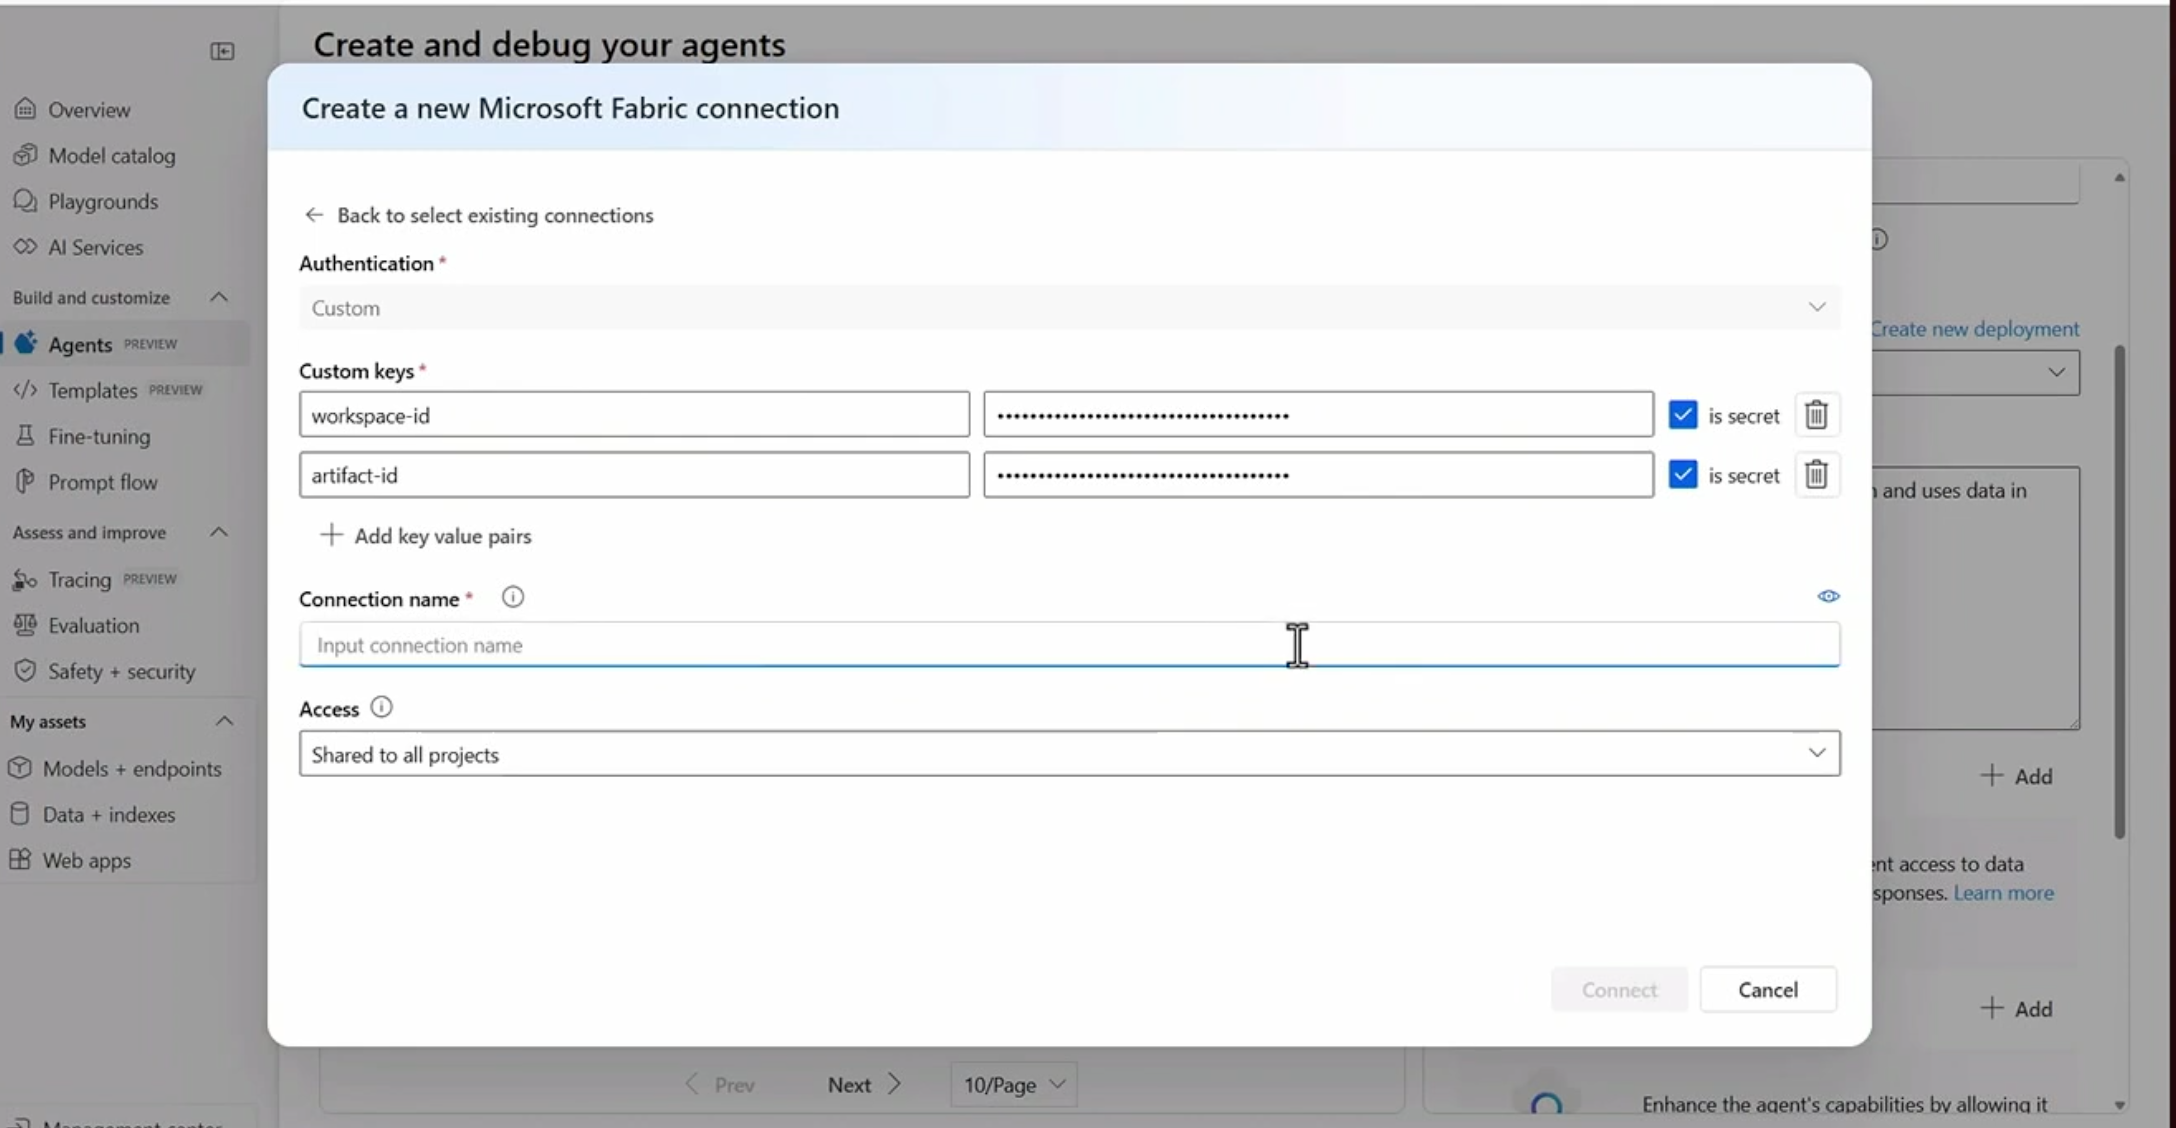 Create and debug your agents
Create a new Microsoft Fabric connection
Overview
Model catalog
Playgrounds
AI Services
Build and customize
Agents PREVIEW
Templates PREVIEW
Fine-tuning
Prompt flow
Assess and improve
Tracing PREVIEW
Evaluation
Safety + security
My assets
Models + endpoints
Data + indexes
Web apps
Management center
Back to select existing connections
Authentication *
Custom
Custom keys *
workspace-id •••••••••••••••••••••••••••••••••••• is secret
artifact-id •••••••••••••••••••••••••••••••••••• is secret
Add key value pairs
Connection name *
Input connection name
Access
Shared to all projects
Connect Cancel
Create new deployment
and uses data in
Add
access to data
Learn more
Add
Enhance the agent's capabilities by allowing it
Prev Next 10/Page